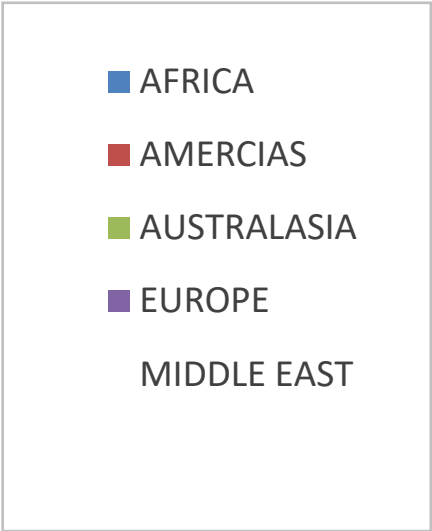 AFRICA
AMERCIAS
AUSTRALASIA
EUROPE
MIDDLE EAST